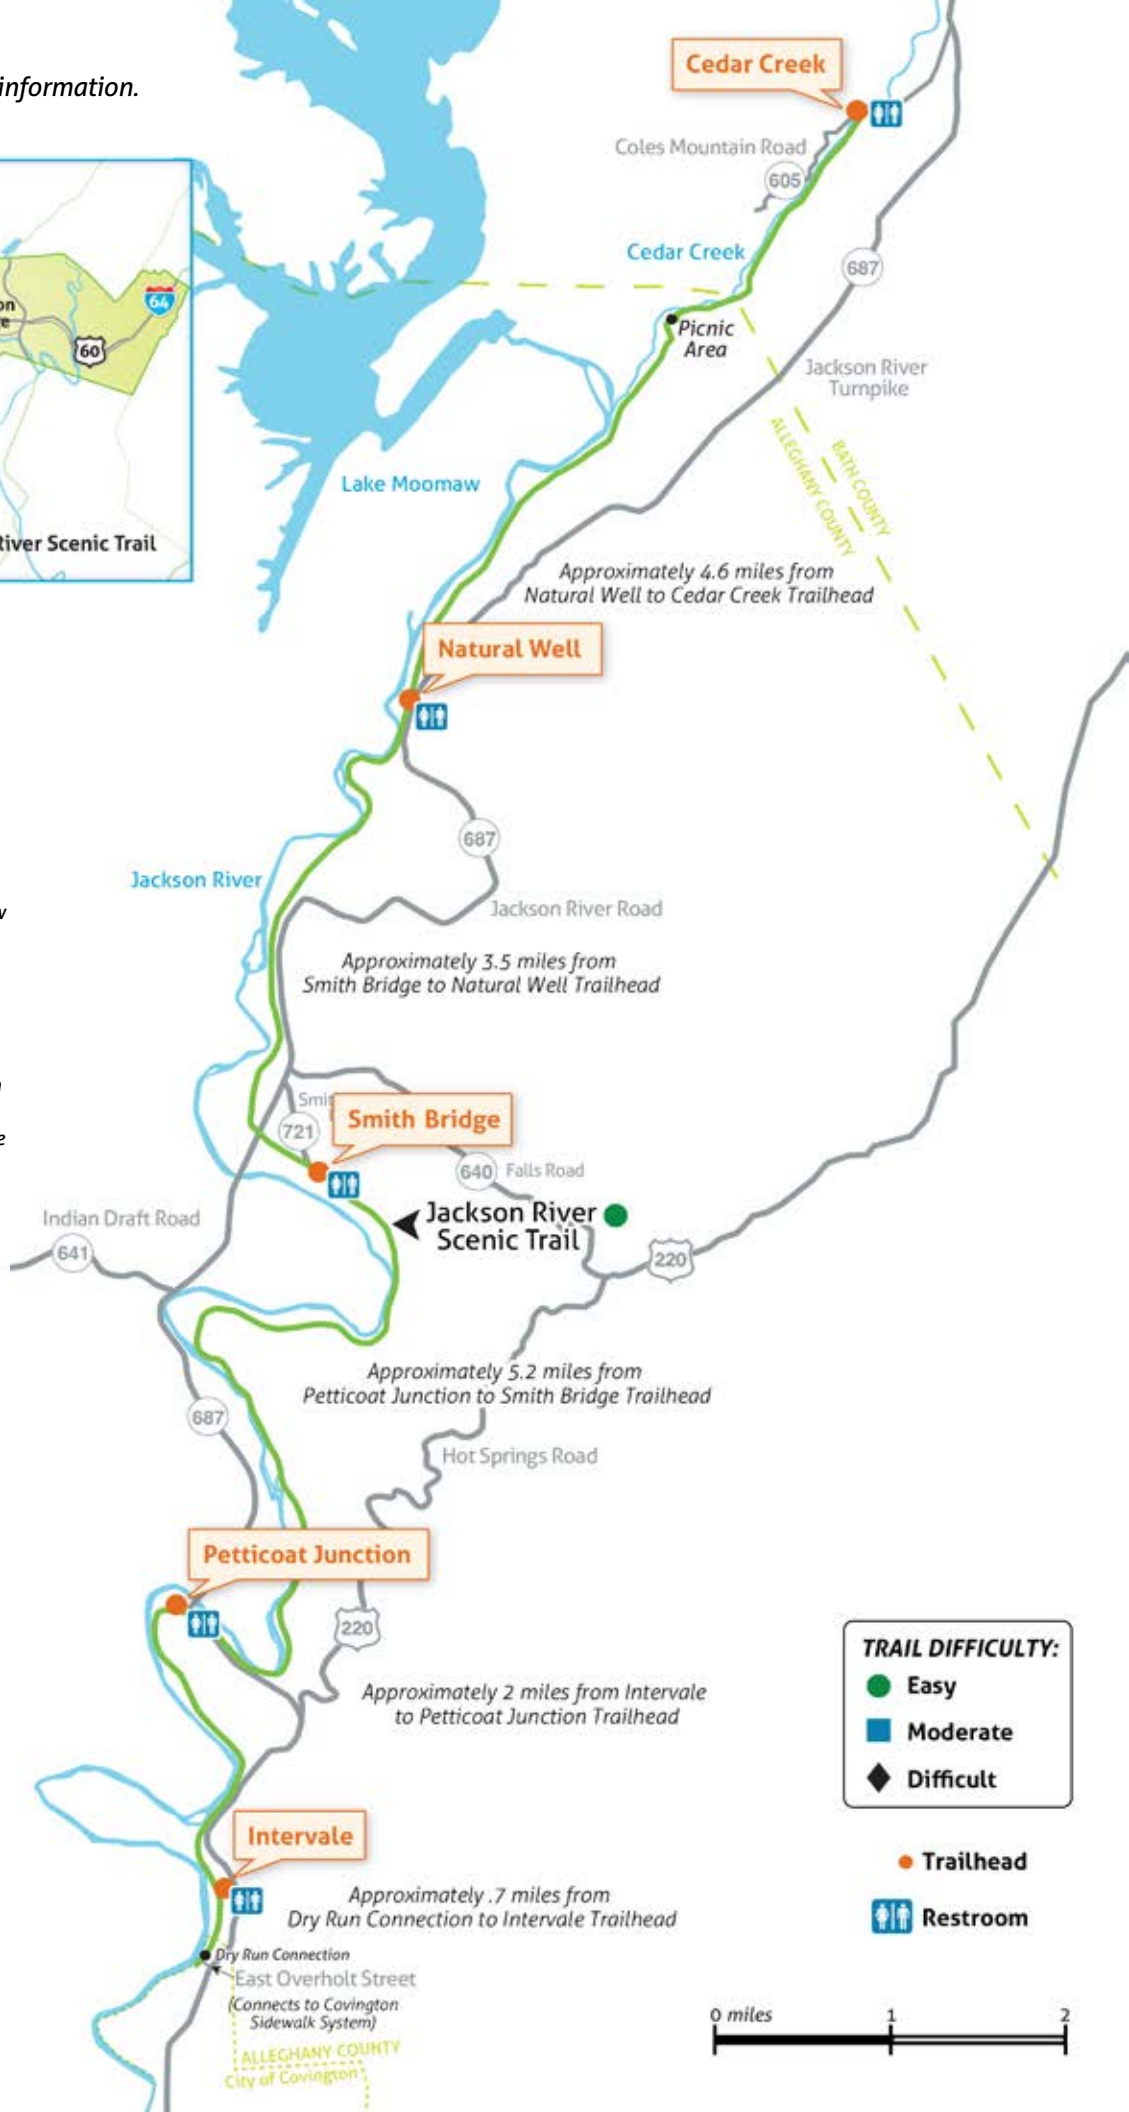 information.
Cedar Creek
Coles Mountain Road
605
Cedar Creek
687
64
60
Picnic
Area
Jackson River
Turnpike
Lake Moomaw
BATH COUNTY
ALLEGHANY COUNTY
River Scenic Trail
Approximately 4.6 miles from
Natural Well to Cedar Creek Trailhead
Natural Well
687
Jackson River
Jackson River Road
Approximately 3.5 miles from
Smith Bridge to Natural Well Trailhead
Smith Bridge
721
640
Falls Road
Jackson River
Scenic Trail
Indian Draft Road
641
220
Approximately 5.2 miles from
Petticoat Junction to Smith Bridge Trailhead
687
Hot Springs Road
Petticoat Junction
220
Approximately 2 miles from Intervale
to Petticoat Junction Trailhead
TRAIL DIFFICULTY:
Easy
Moderate
Difficult
Intervale
Trailhead
Approximately .7 miles from
Dry Run Connection to Intervale Trailhead
Restroom
Dry Run Connection
East Overholt Street
(Connects to Covington
Sidewalk System)
0 miles 1 2
ALLEGHANY COUNTY
City of Covington